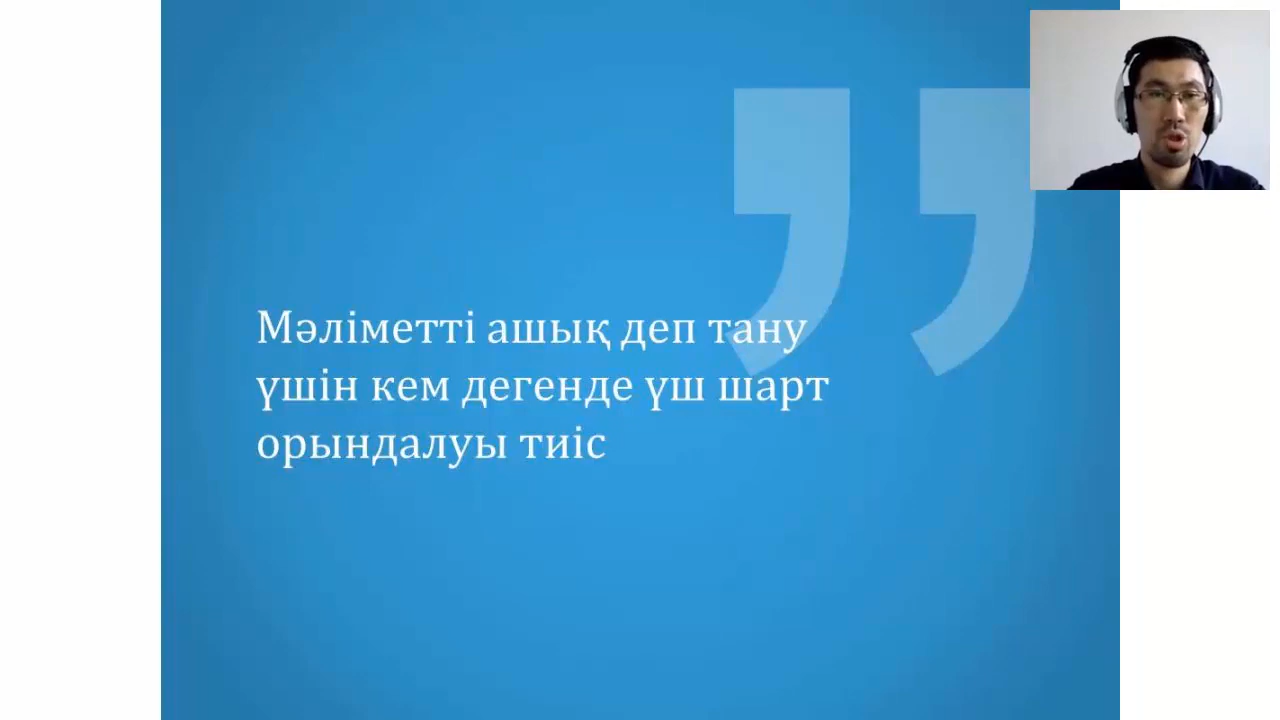 Мәліметті ашық деп тану
үшін кем дегенде үш шарт
орындалуы тиіс